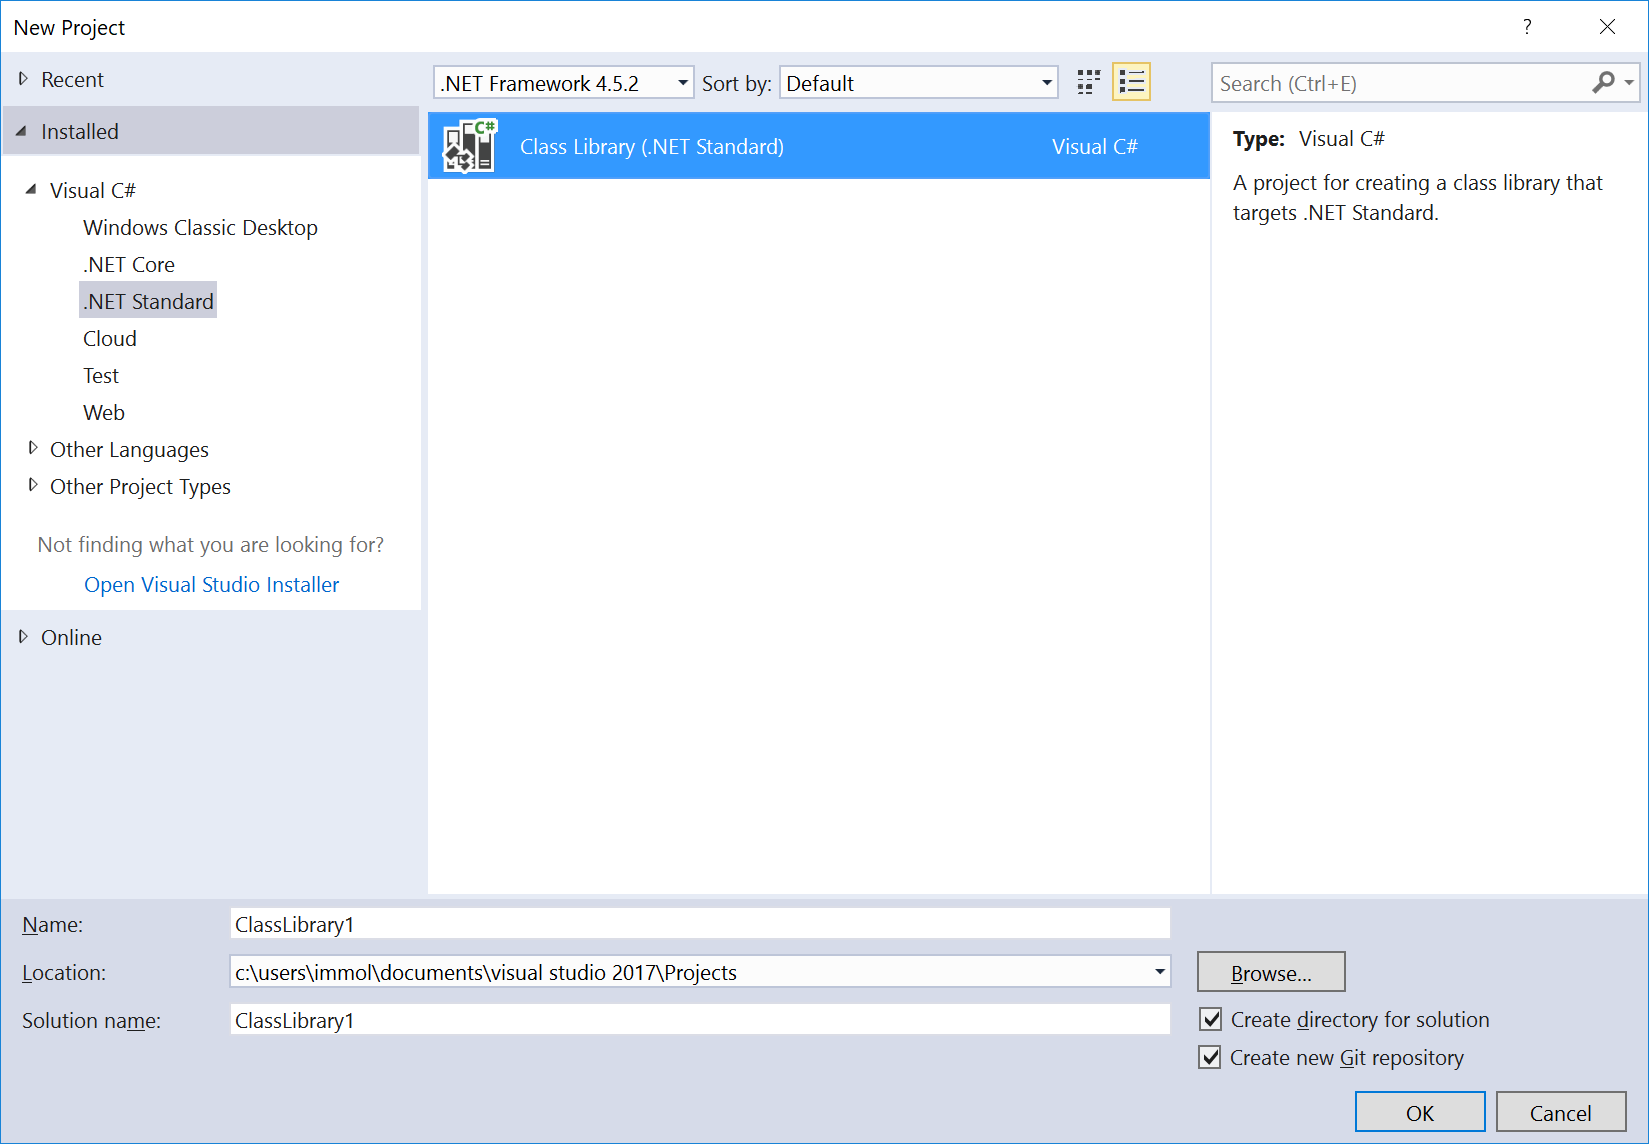 New Project
?
Recent
.NET Framework 4.5.2
Sort by:
Default
Search (Ctrl+E)
Installed
Visual C#
Windows Classic Desktop
.NET Core
.NET Standard
Cloud
Test
Web
Other Languages
Other Project Types
Not finding what you are looking for?
Open Visual Studio Installer
Online
C#
Class Library (.NET Standard)
Visual C#
Type: Visual C#
A project for creating a class library that
targets .NET Standard.
Name:
ClassLibrary1
Location:
c:\users\immol\documents\visual studio 2017\Projects
Browse...
Solution name:
ClassLibrary1
Create directory for solution
Create new Git repository
OK
Cancel